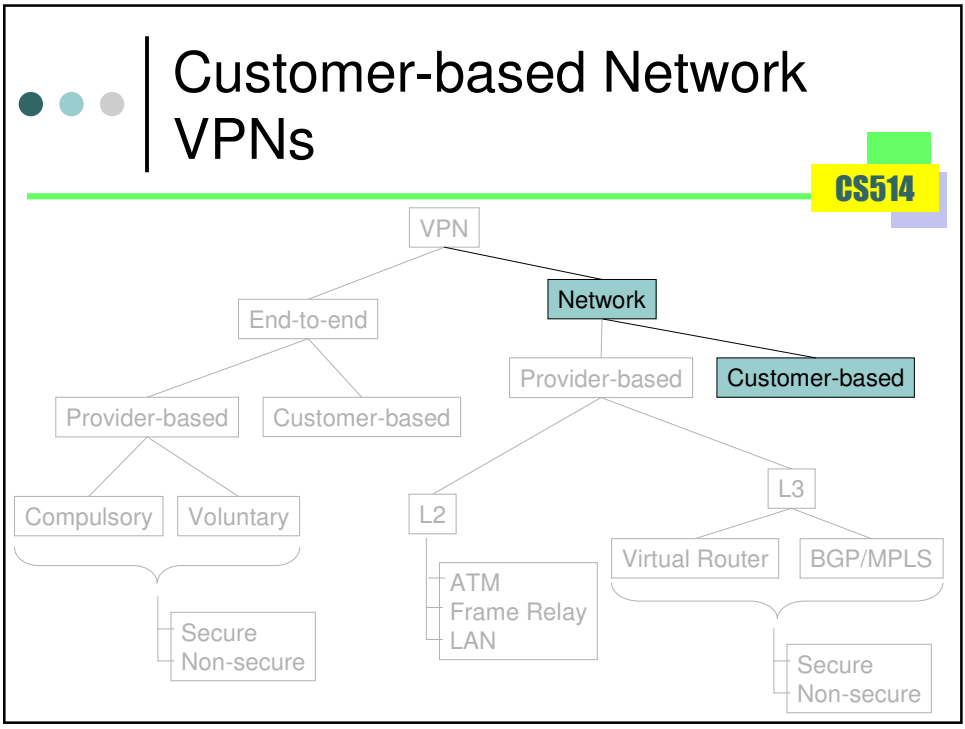 Customer-based Network
VPNs
CS514
VPN
Network
End-to-end
Provider-based
Customer-based
Provider-based
Customer-based
L3
Compulsory
Voluntary
L2
Virtual Router
BGP/MPLS
ATM
Frame Relay
LAN
Secure
Non-secure
Secure
Non-secure